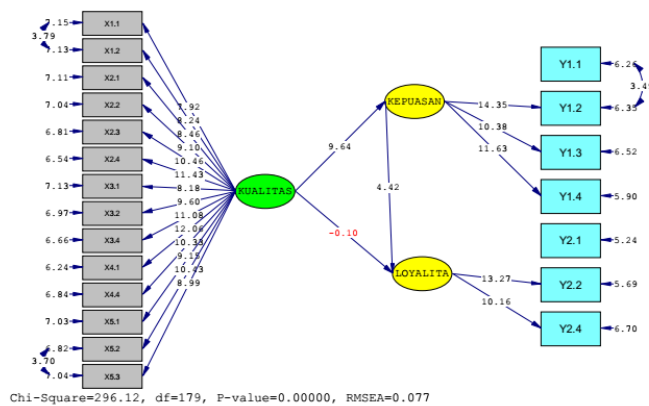 7.15 X1.1
3.79
7.13 X1.2
7.11 X2.1
7.04 X2.2
6.81 X2.3
6.54 X2.4
7.13 X3.1
6.97 X3.2
6.66 X3.4
6.24 X4.1
6.84 X4.4
7.03 X5.1
6.82 X5.2
3.70
7.04 X5.3
7.92
8.24
8.46
9.10
10.46
11.43
8.18
9.60
11.08
12.06
10.33
9.15
10.43
8.99
KUALITAS
9.64
-0.10
KEPUASAN
4.42
LOYALITA
14.35
10.38
11.63
13.27
10.16
Y1.1 6.26
Y1.2 6.35
Y1.3 6.52
Y1.4 5.90
Y2.1 5.24
Y2.2 5.69
Y2.4 6.70
Chi-Square=296.12, df=179, P-value=0.00000, RMSEA=0.077